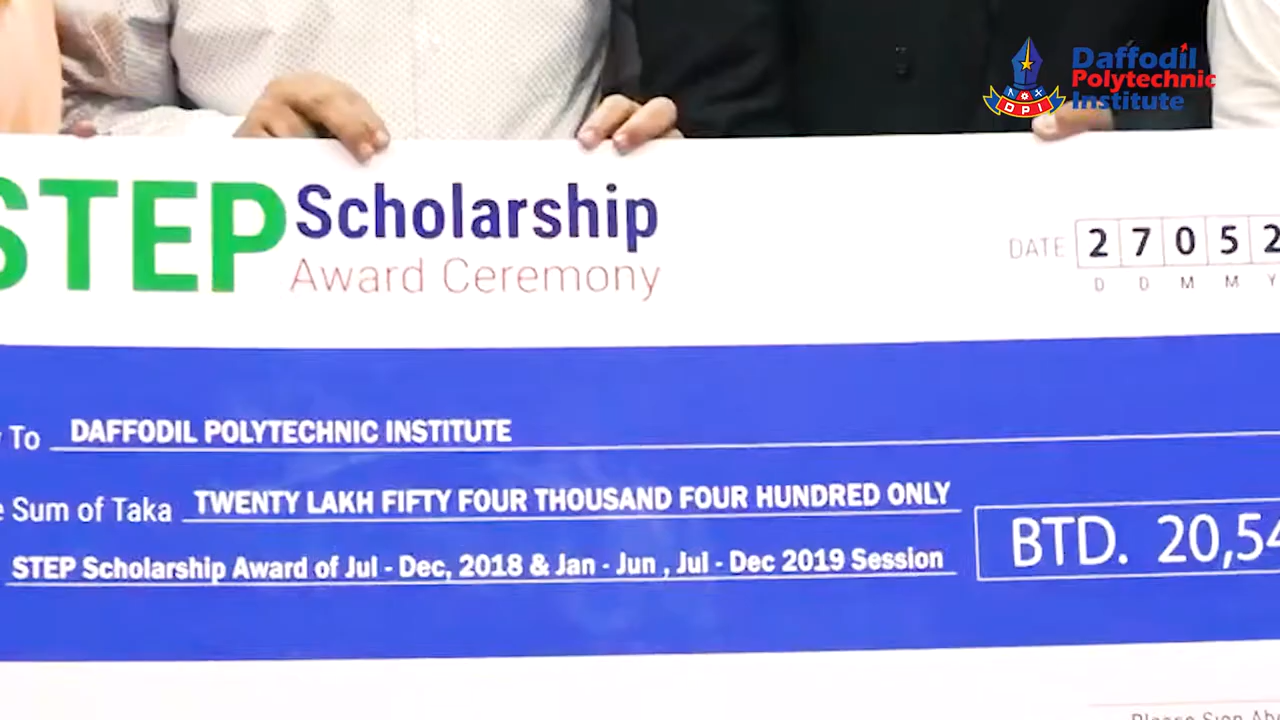 Daffodil
Polytechnic
Institute
DPI
STEP Scholarship
Award Ceremony
DATE 2 7 0 5 2
D D M M Y
To DAFFODIL POLYTECHNIC INSTITUTE
Sum of Taka TWENTY LAKH FIFTY FOUR THOUSAND FOUR HUNDRED ONLY
BTD. 20,54
STEP Scholarship Award of Jul - Dec, 2018 & Jan - Jun , Jul - Dec 2019 Session